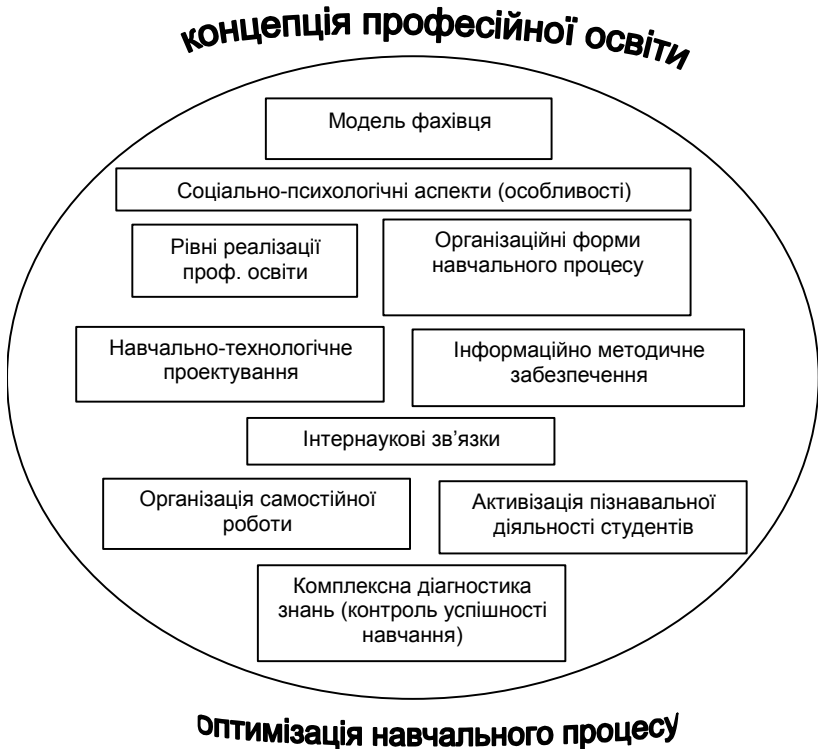 концепція професійної освіти
Модель фахівця
Соціально-психологічні аспекти (особливості)
Рівні реалізації
проф. освіти
Організаційні форми
навчального процесу
Навчально-технологічне
проектування
Інформаційно методичне
забезпечення
Інтернаукові зв’язки
Організація самостійної
роботи
Активізація пізнавальної
діяльності студентів
Комплексна діагностика
знань (контроль успішності
навчання)
оптимізація навчального процесу